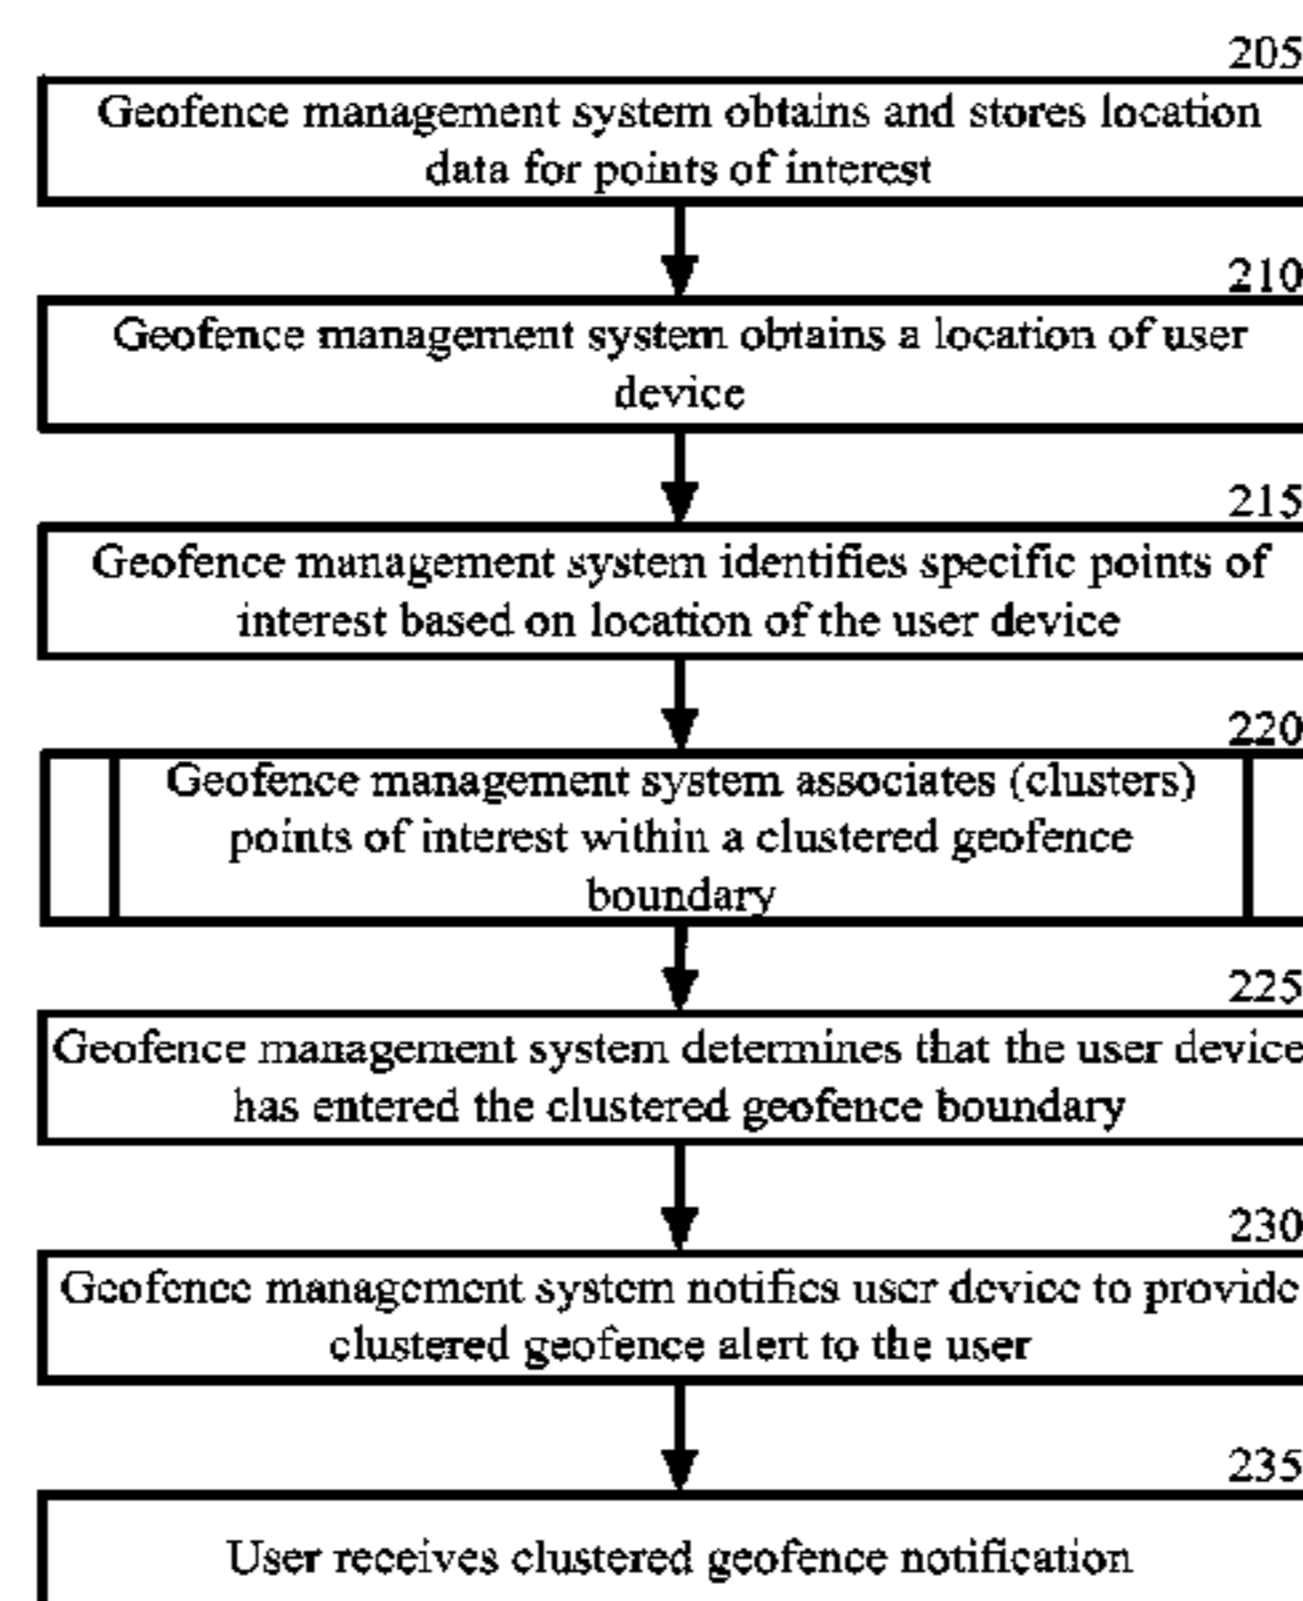 205
Geofence management system obtains and stores location
data for points of interest
210
Geofence management system obtains a location of user
device
215
Geofence management system identifies specific points of
interest based on location of the user device
220
Geofence management system associates (clusters)
points of interest within a clustered geofence
boundary
225
Geofence management system determines that the user device
has entered the clustered geofence boundary
230
Geofence management system notifies user device to provide
clustered geofence alert to the user
235
User receives clustered geofence notification